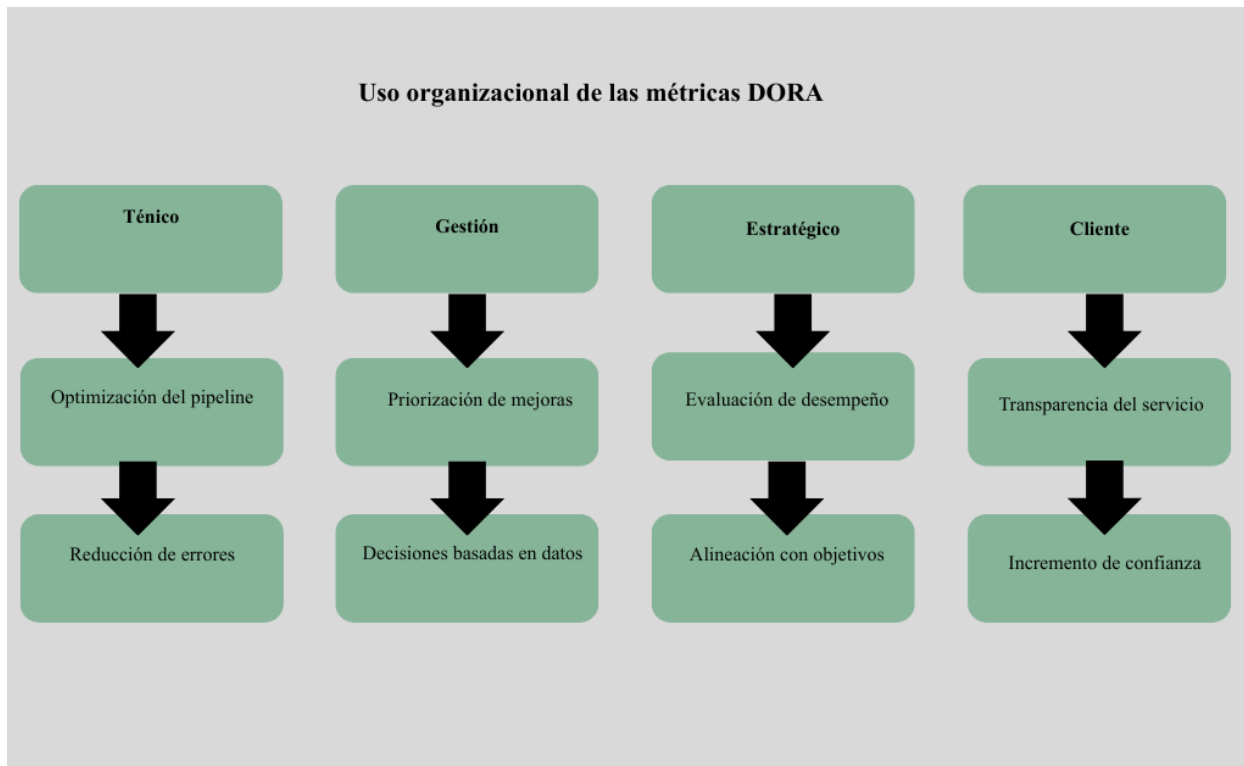 Uso organizacional de las métricas DORA
Ténico
Gestión
Estratégico
Cliente
Optimización del pipeline
Priorización de mejoras
Evaluación de desempeño
Transparencia del servicio
Reducción de errores
Decisiones basadas en datos
Alineación con objetivos
Incremento de confianza